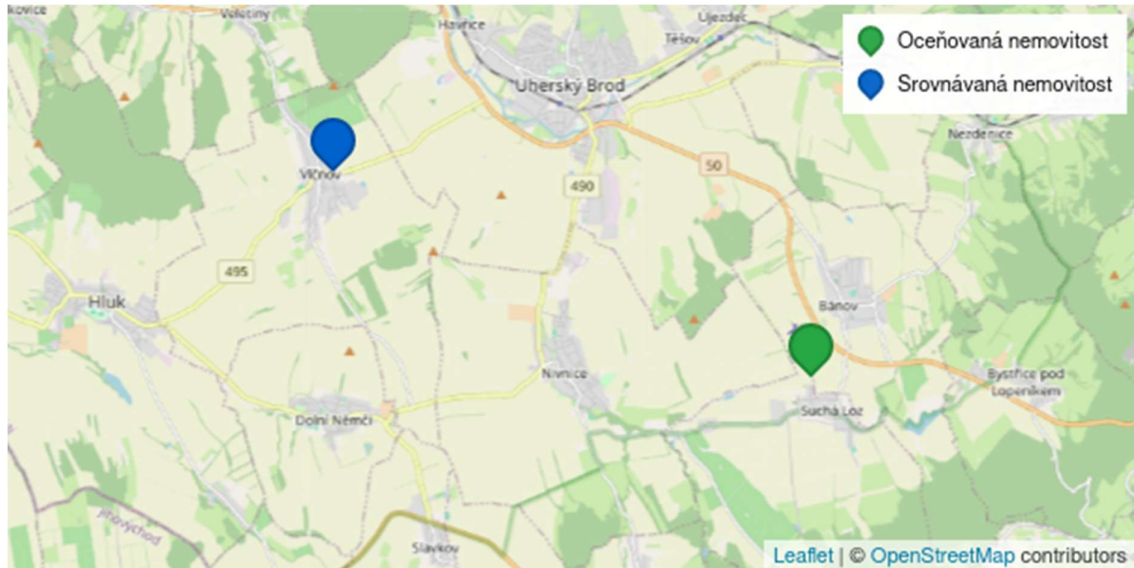 Veletiny
Havřice
Újezdec
Těšov
Oceňovaná nemovitost
Srovnávaná nemovitost
Uherský Brod
Nezdenice
50
Vlčnov
490
495
Hluk
Bánov
Nivnice
Bystřice pod
Lopeníkem
Suchá Loz
Dolní Němčí
Slavkov
Leaflet | © OpenStreetMap contributors